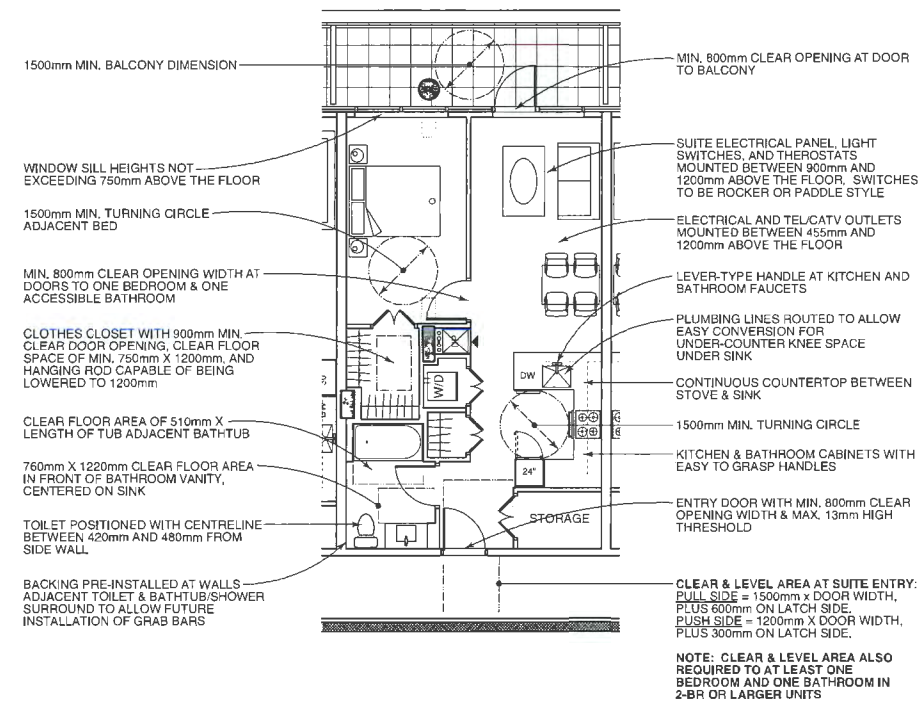 1500mm MIN. BALCONY DIMENSION
WINDOW SILL HEIGHTS NOT
EXCEEDING 750mm ABOVE THE FLOOR
1500mm MIN. TURNING CIRCLE
ADJACENT BED
MIN. 800mm CLEAR OPENING WIDTH AT
DOORS TO ONE BEDROOM & ONE
ACCESSIBLE BATHROOM
CLOTHES CLOSET WITH 900mm MIN.
CLEAR DOOR OPENING, CLEAR FLOOR
SPACE OF MIN. 750mm X 1200mm, AND
HANGING ROD CAPABLE OF BEING
LOWERED TO 1200mm
CLEAR FLOOR AREA OF 510mm X
LENGTH OF TUB ADJACENT BATHTUB
760mm X 1220mm CLEAR FLOOR AREA
IN FRONT OF BATHROOM VANITY,
CENTERED ON SINK
TOILET POSITIONED WITH CENTRELINE
BETWEEN 420mm AND 480mm FROM
SIDE WALL
BACKING PRE-INSTALLED AT WALLS
ADJACENT TOILET & BATHTUB/SHOWER
SURROUND TO ALLOW FUTURE
INSTALLATION OF GRAB BARS
W/D
DW
24"
STORAGE
MIN. 800mm CLEAR OPENING AT DOOR
TO BALCONY
SUITE ELECTRICAL PANEL, LIGHT
SWITCHES, AND THEROSTATS
MOUNTED BETWEEN 900mm AND
1200mm ABOVE THE FLOOR, SWITCHES
TO BE ROCKER OR PADDLE STYLE
ELECTRICAL AND TEL/CATV OUTLETS
MOUNTED BETWEEN 455mm AND
1200mm ABOVE THE FLOOR
LEVER-TYPE HANDLE AT KITCHEN AND
BATHROOM FAUCETS
PLUMBING LINES ROUTED TO ALLOW
EASY CONVERSION FOR
UNDER-COUNTER KNEE SPACE
UNDER SINK
CONTINUOUS COUNTERTOP BETWEEN
STOVE & SINK
1500mm MIN. TURNING CIRCLE
KITCHEN & BATHROOM CABINETS WITH
EASY TO GRASP HANDLES
ENTRY DOOR WITH MIN. 800mm CLEAR
OPENING WIDTH & MAX. 13mm HIGH
THRESHOLD
CLEAR & LEVEL AREA AT SUITE ENTRY:
PULL SIDE = 1500mm x DOOR WIDTH,
PLUS 600mm ON LATCH SIDE.
PUSH SIDE = 1200mm X DOOR WIDTH,
PLUS 300mm ON LATCH SIDE.
NOTE: CLEAR & LEVEL AREA ALSO
REQUIRED TO AT LEAST ONE
BEDROOM AND ONE BATHROOM IN
2-BR OR LARGER UNITS